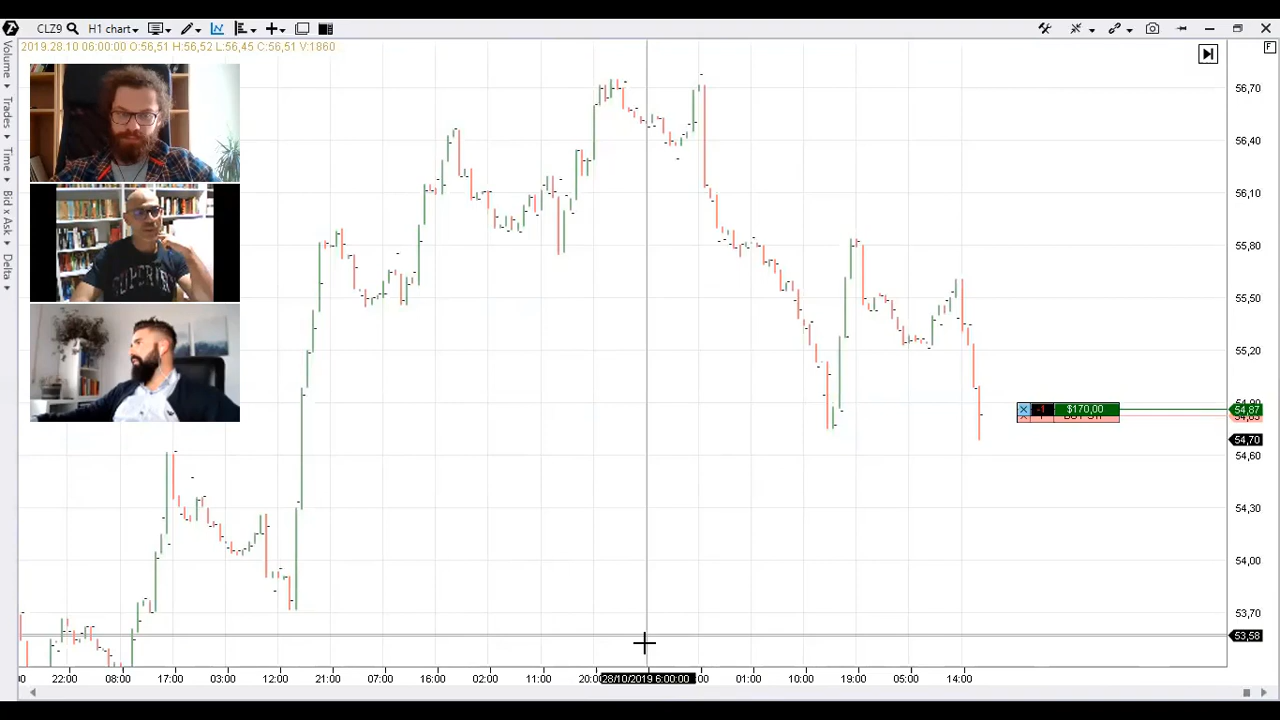 CLZ9 H1 chart
F
2019.28.10 06:00:00 O:56,51 H:56,52 L:56,45 C:56,51 V:1860
Volume
Trades
Time
Bid x Ask
Delta
56,70
56,40
56,10
55,80
55,50
55,20
-1 $170,00
54,87
54,70
54,60
54,30
54,00
53,70
53,58
22:00 08:00 17:00 03:00 12:00 21:00 07:00 16:00 02:00 11:00 28/10/2019 6:00:00 01:00 10:00 19:00 05:00 14:00